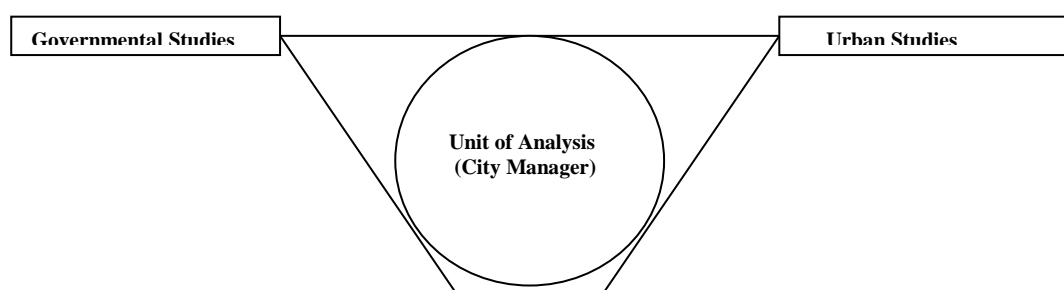 Governmental Studies
Urban Studies
Unit of Analysis
(City Manager)